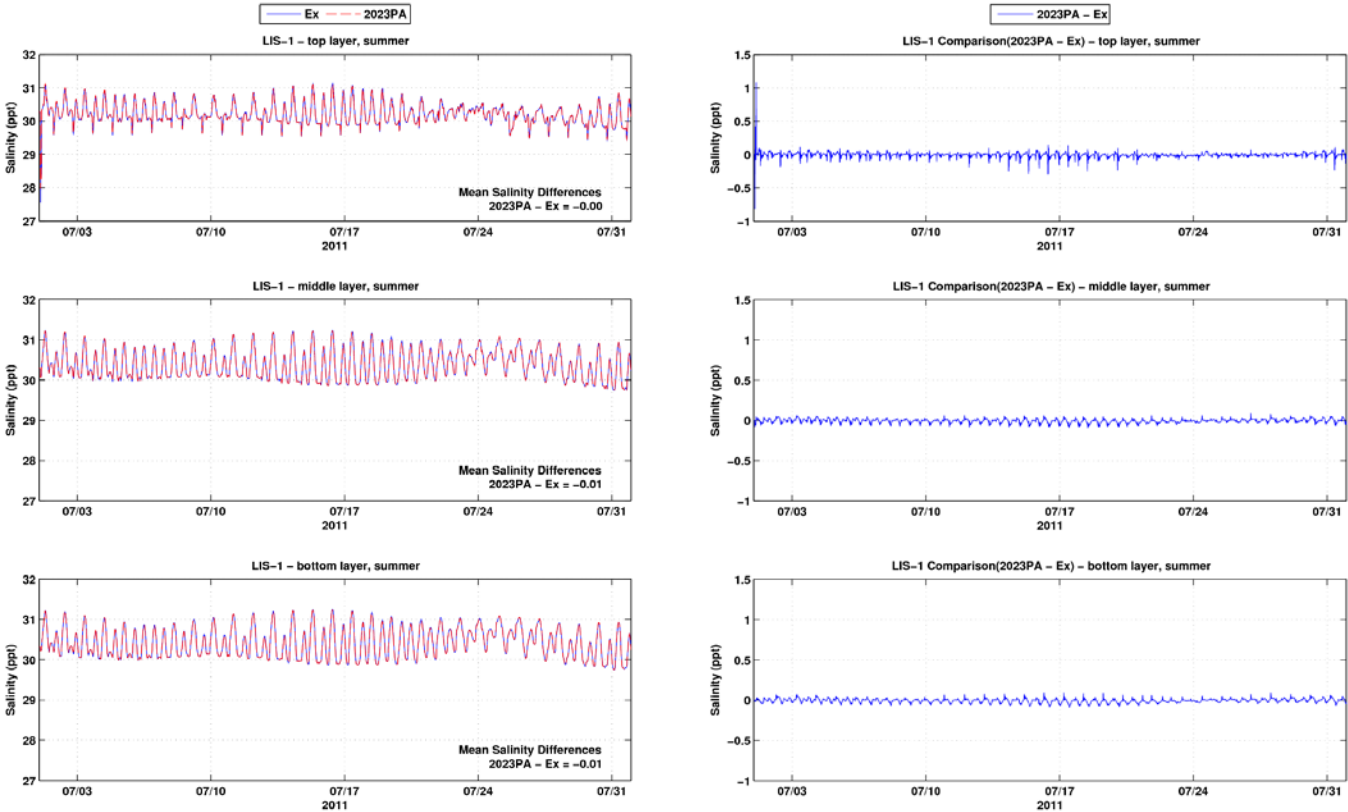 Ex 2023PA
LIS−1 − top layer, summer
32
31
30
29
28
27
Salinity (ppt)
Mean Salinity Differences
2023PA − Ex = −0.00
07/03 07/10 07/17 07/24 07/31
2011
2023PA − Ex
LIS−1 Comparison(2023PA − Ex) − top layer, summer
1.5
1
0.5
0
−0.5
−1
Salinity (ppt)
07/03 07/10 07/17 07/24 07/31
2011
LIS−1 − middle layer, summer
32
31
30
29
28
27
Salinity (ppt)
Mean Salinity Differences
2023PA − Ex = −0.01
07/03 07/10 07/17 07/24 07/31
2011
LIS−1 Comparison(2023PA − Ex) − middle layer, summer
1.5
1
0.5
0
−0.5
−1
Salinity (ppt)
07/03 07/10 07/17 07/24 07/31
2011
LIS−1 − bottom layer, summer
32
31
30
29
28
27
Salinity (ppt)
Mean Salinity Differences
2023PA − Ex = −0.01
07/03 07/10 07/17 07/24 07/31
2011
LIS−1 Comparison(2023PA − Ex) − bottom layer, summer
1.5
1
0.5
0
−0.5
−1
Salinity (ppt)
07/03 07/10 07/17 07/24 07/31
2011